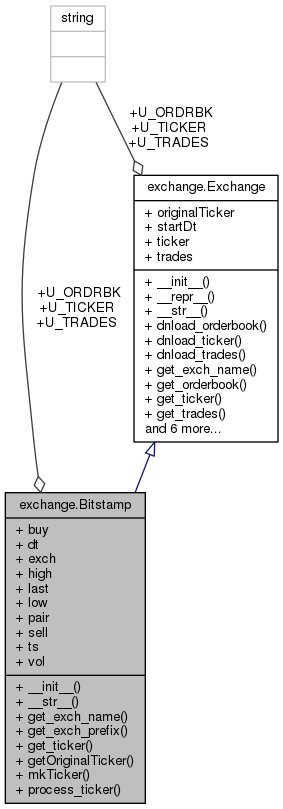 string
+U_ORDRBK
+U_TICKER
+U_TRADES
exchange.Exchange
+ originalTicker
+ startDt
+ ticker
+ trades
+ __init__()
+ __repr__()
+ __str__()
+ dnload_orderbook()
+ dnload_ticker()
+ dnload_trades()
+ get_exch_name()
+ get_orderbook()
+ get_ticker()
+ get_trades()
and 6 more...
+U_ORDRBK
+U_TICKER
+U_TRADES
exchange.Bitstamp
+ buy
+ dt
+ exch
+ high
+ last
+ low
+ pair
+ sell
+ ts
+ vol
+ __init__()
+ __str__()
+ get_exch_name()
+ get_exch_prefix()
+ get_ticker()
+ getOriginalTicker()
+ mkTicker()
+ process_ticker()